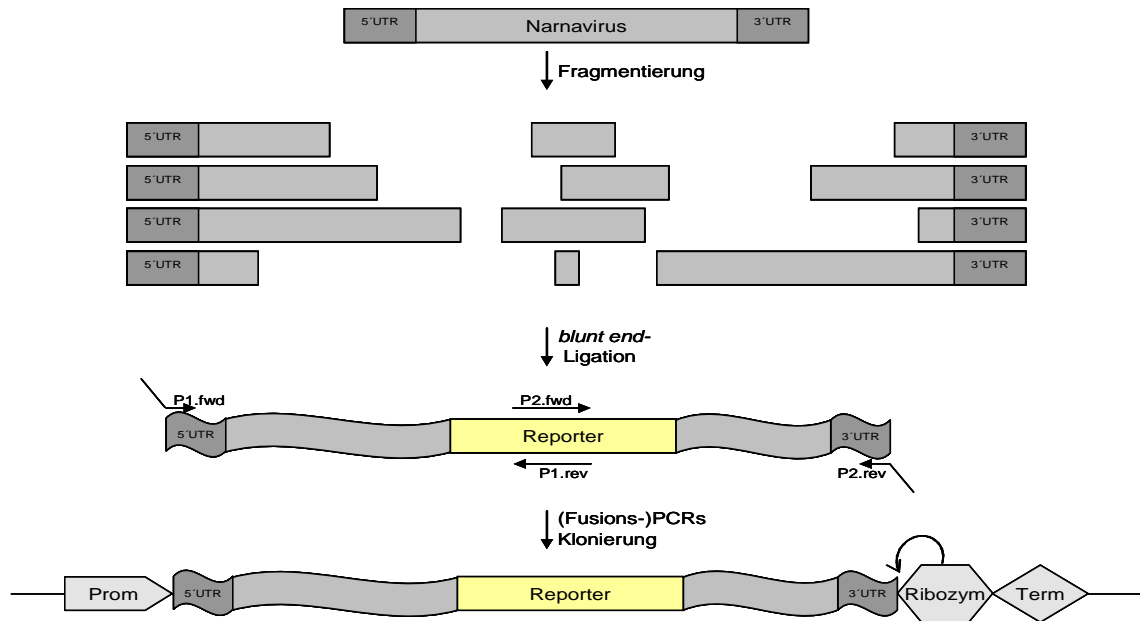 5´UTR Narnavirus 3´UTR
Fragmentierung
5´UTR 3´UTR
5´UTR 3´UTR
5´UTR 3´UTR
5´UTR 3´UTR
blunt end-
Ligation
P1.fwd P2.fwd
5´UTR Reporter 3´UTR
P1.rev P2.rev
(Fusions-)PCRs
Klonierung
Prom 5´UTR Reporter 3´UTR Ribozym Term